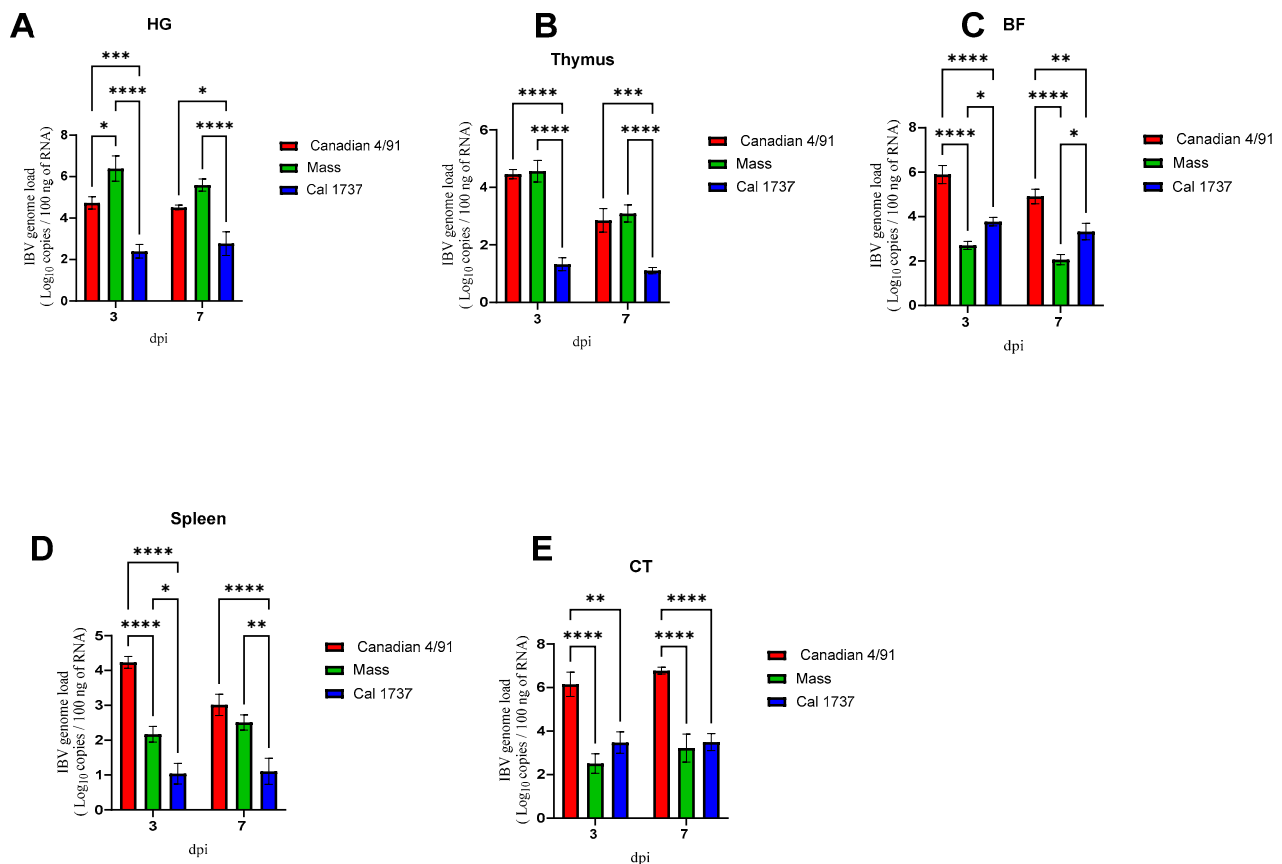 A
HG
***
****
*
*
****
8
6
4
2
0
3
7
dpi
IBV genome load
( Log10 copies / 100 ng of RNA)
Canadian 4/91
Mass
Cal 1737
B
Thymus
****
****
***
****
6
4
2
0
3
7
dpi
IBV genome load
( Log10 copies / 100 ng of RNA)
Canadian 4/91
Mass
Cal 1737
C
BF
****
*
****
**
****
*
8
6
4
2
0
3
7
dpi
IBV genome load
( Log10 copies / 100 ng of RNA)
Canadian 4/91
Mass
Cal 1737
D
Spleen
****
*
****
****
**
5
4
3
2
1
0
3
7
dpi
IBV genome load
( Log10 copies / 100 ng of RNA)
Canadian 4/91
Mass
Cal 1737
E
CT
**
****
****
****
8
6
4
2
0
3
7
dpi
IBV genome load
( Log10 copies / 100 ng of RNA)
Canadian 4/91
Mass
Cal 1737